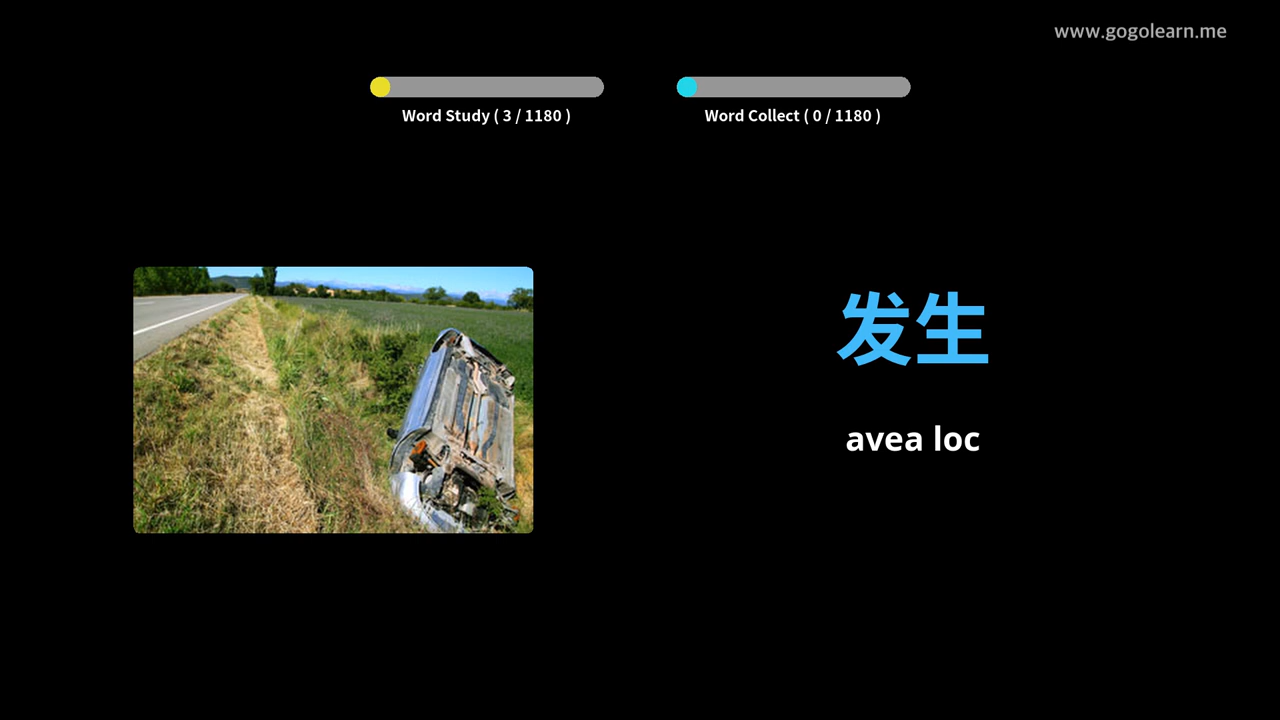 www.gogolearn.me
Word Study ( 3 / 1180 )
Word Collect ( 0 / 1180 )
发生
avea loc